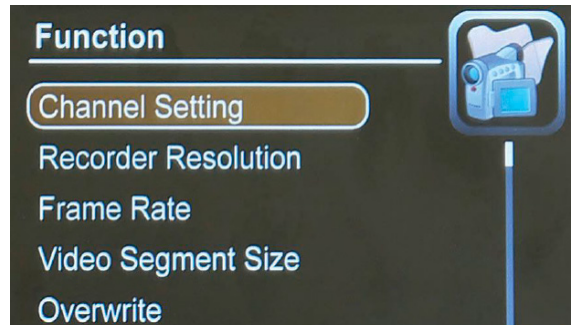 Function
Channel Setting
Recorder Resolution
Frame Rate
Video Segment Size
Overwrite